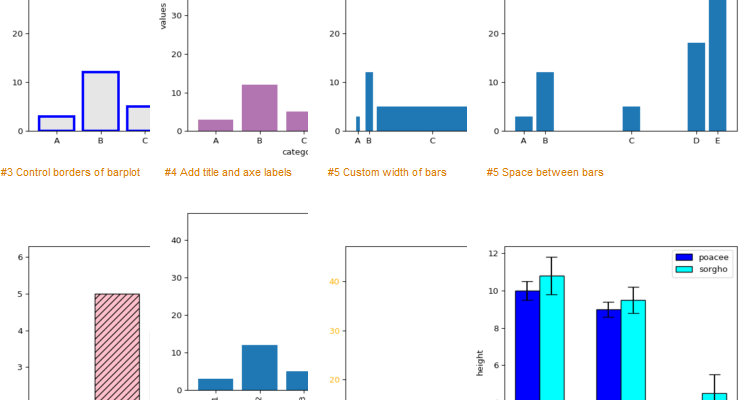 values
30
20
10
0
A
B
C
20
10
0
A
B
C
20
10
0
A
B
C
20
10
0
A
B
C
D
E
#3 Control borders of barplot
#4 Add title and axe labels
#5 Custom width of bars
#5 Space between bars
6
5
4
3
40
30
20
10
0
40
30
20
12
10
8
6
height
poacee
sorgho